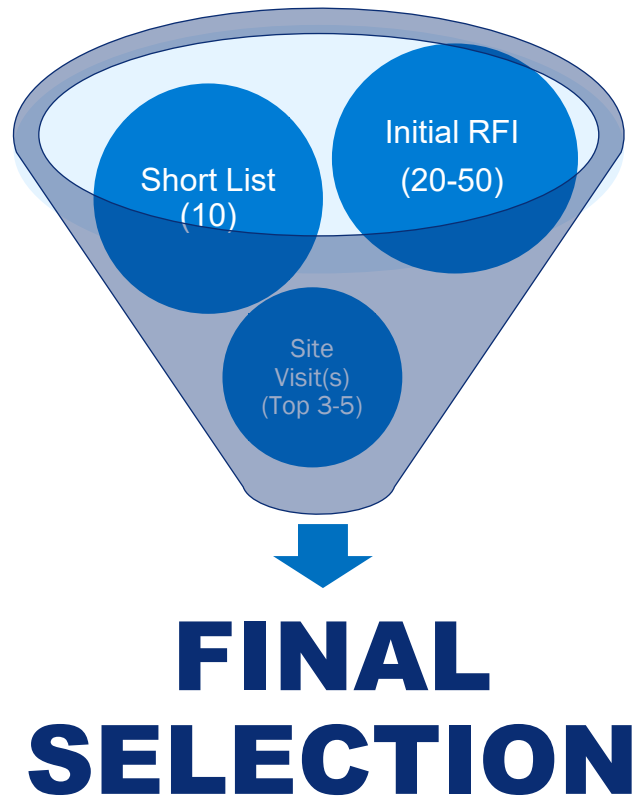 Initial RFI
(20-50)
Short List
(10)
Site
Visit(s)
(Top 3-5)
FINAL
SELECTION